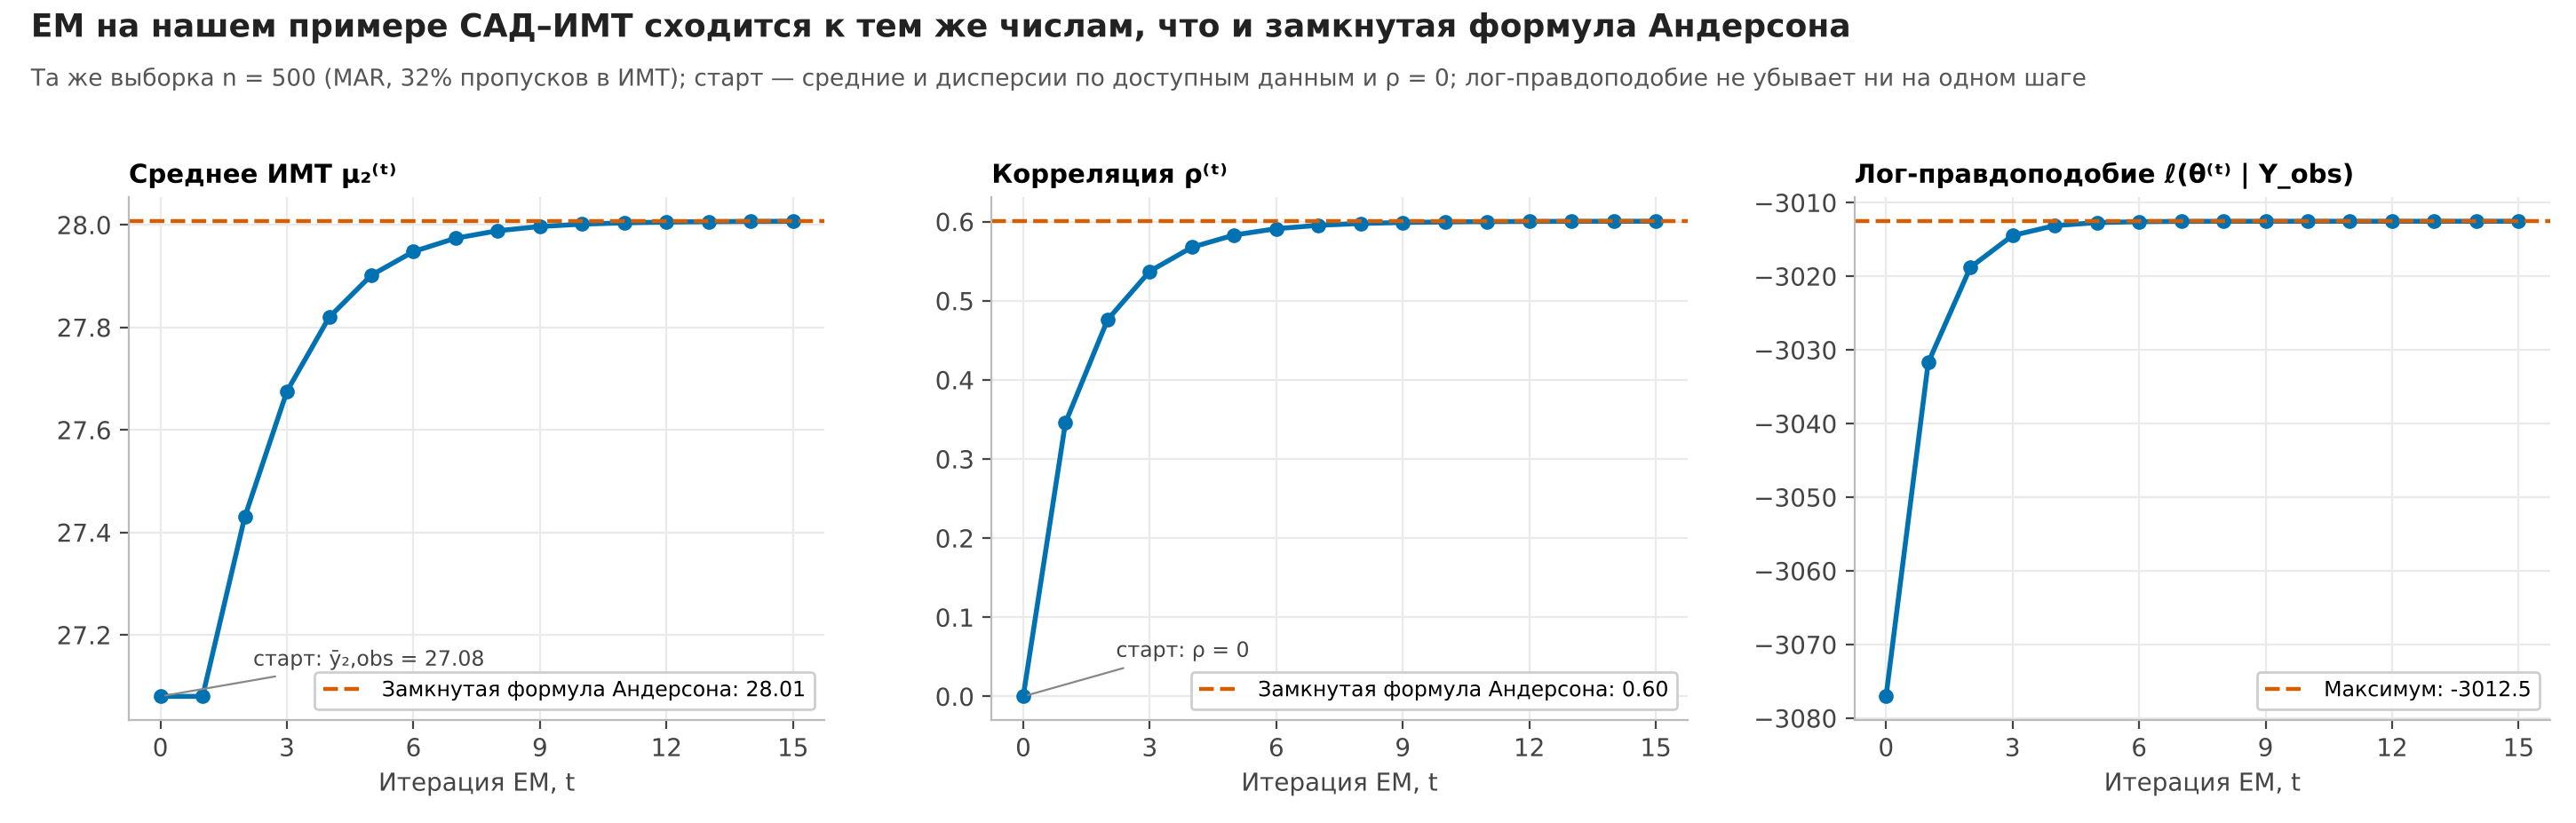 EM на нашем примере САД–ИМТ сходится к тем же числам, что и замкнутая формула Андерсона
Та же выборка n = 500 (MAR, 32% пропусков в ИМТ); старт — средние и дисперсии по доступным данным и ρ = 0; лог-правдоподобие не убывает ни на одном шаге
Среднее ИМТ μ₂⁽ᵗ⁾
28.0
27.8
27.6
27.4
27.2
старт: ȳ₂,obs = 27.08
Замкнутая формула Андерсона: 28.01
0 3 6 9 12 15
Итерация EM, t
Корреляция ρ⁽ᵗ⁾
0.6
0.5
0.4
0.3
0.2
0.1
0.0
старт: ρ = 0
Замкнутая формула Андерсона: 0.60
0 3 6 9 12 15
Итерация EM, t
Лог-правдоподобие ℓ(θ⁽ᵗ⁾ | Y_obs)
−3010
−3020
−3030
−3040
−3050
−3060
−3070
−3080
Максимум: -3012.5
0 3 6 9 12 15
Итерация EM, t